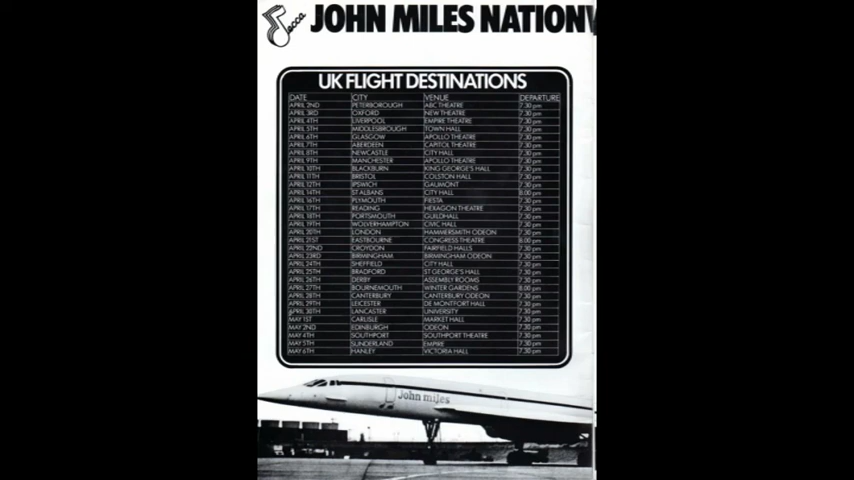 Decca
JOHN MILES NATION
UK FLIGHT DESTINATIONS
DATE CITY VENUE DEPARTURE
APRIL 2ND PETERBOROUGH ABC THEATRE 7.30 pm
APRIL 3RD OXFORD NEW THEATRE 7.30 pm
APRIL 4TH LIVERPOOL EMPIRE THEATRE 7.30 pm
APRIL 5TH MIDDLESBROUGH TOWN HALL 7.30 pm
APRIL 6TH GLASGOW APOLLO THEATRE 7.30 pm
APRIL 7TH ABERDEEN CAPITOL THEATRE 7.30 pm
APRIL 8TH NEWCASTLE CITY HALL 7.30 pm
APRIL 9TH MANCHESTER APOLLO THEATRE 7.30 pm
APRIL 10TH BLACKBURN KING GEORGE'S HALL 7.30 pm
APRIL 11TH BRISTOL COLSTON HALL 7.30 pm
APRIL 12TH IPSWICH GAUMONT 7.30 pm
APRIL 14TH ST ALBANS CITY HALL 8.00 pm
APRIL 16TH PLYMOUTH FIESTA 7.30 pm
APRIL 17TH READING HEXAGON THEATRE 7.30 pm
APRIL 18TH PORTSMOUTH GUILDHALL 7.30 pm
APRIL 19TH WOLVERHAMPTON CIVIC HALL 7.30 pm
APRIL 20TH LONDON HAMMERSMITH ODEON 7.30 pm
APRIL 21ST EASTBOURNE CONGRESS THEATRE 8.00 pm
APRIL 22ND CROYDON FAIRFIELD HALLS 7.30 pm
APRIL 23RD BIRMINGHAM BIRMINGHAM ODEON 7.30 pm
APRIL 24TH SHEFFIELD CITY HALL 7.30 pm
APRIL 25TH BRADFORD ST GEORGE'S HALL 7.30 pm
APRIL 26TH DERBY ASSEMBLY ROOMS 7.30 pm
APRIL 27TH BOURNEMOUTH WINTER GARDENS 8.00 pm
APRIL 28TH CANTERBURY CANTERBURY ODEON 7.30 pm
APRIL 29TH LEICESTER DE MONTFORT HALL 7.30 pm
APRIL 30TH LANCASTER UNIVERSITY 7.30 pm
MAY 1ST CARLISLE MARKET HALL 7.30 pm
MAY 2ND EDINBURGH ODEON 7.30 pm
MAY 4TH SOUTHPORT SOUTHPORT THEATRE 7.30 pm
MAY 5TH SUNDERLAND EMPIRE 7.30 pm
MAY 6TH HANLEY VICTORIA HALL 7.30 pm
John miles